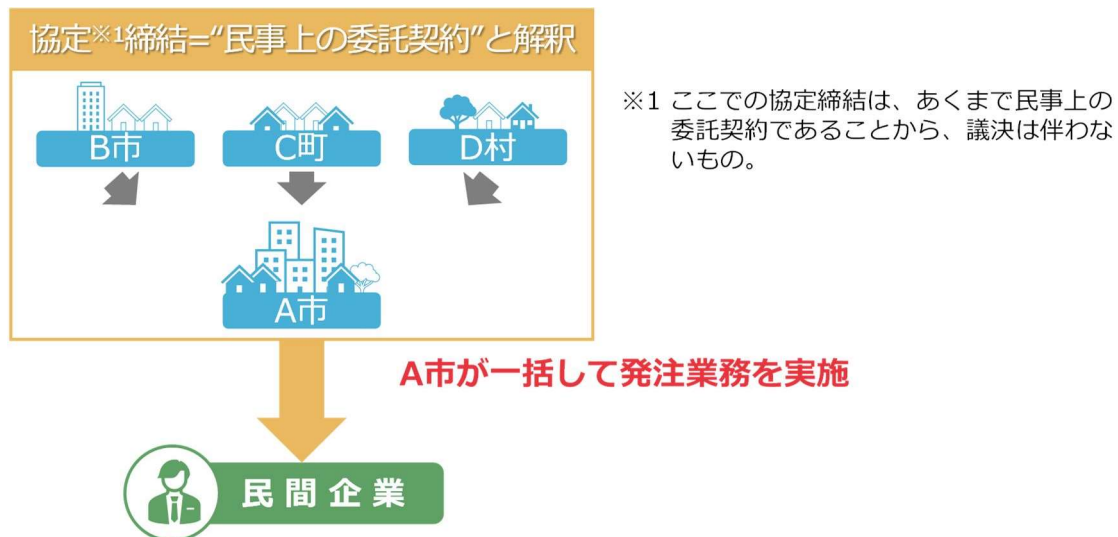 協定※1締結=“民事上の委託契約”と解釈
※1 ここでの協定締結は、あくまで民事上の
委託契約であることから、議決は伴わな
いもの。
B市
C町
D村
A市
A市が一括して発注業務を実施
民間企業